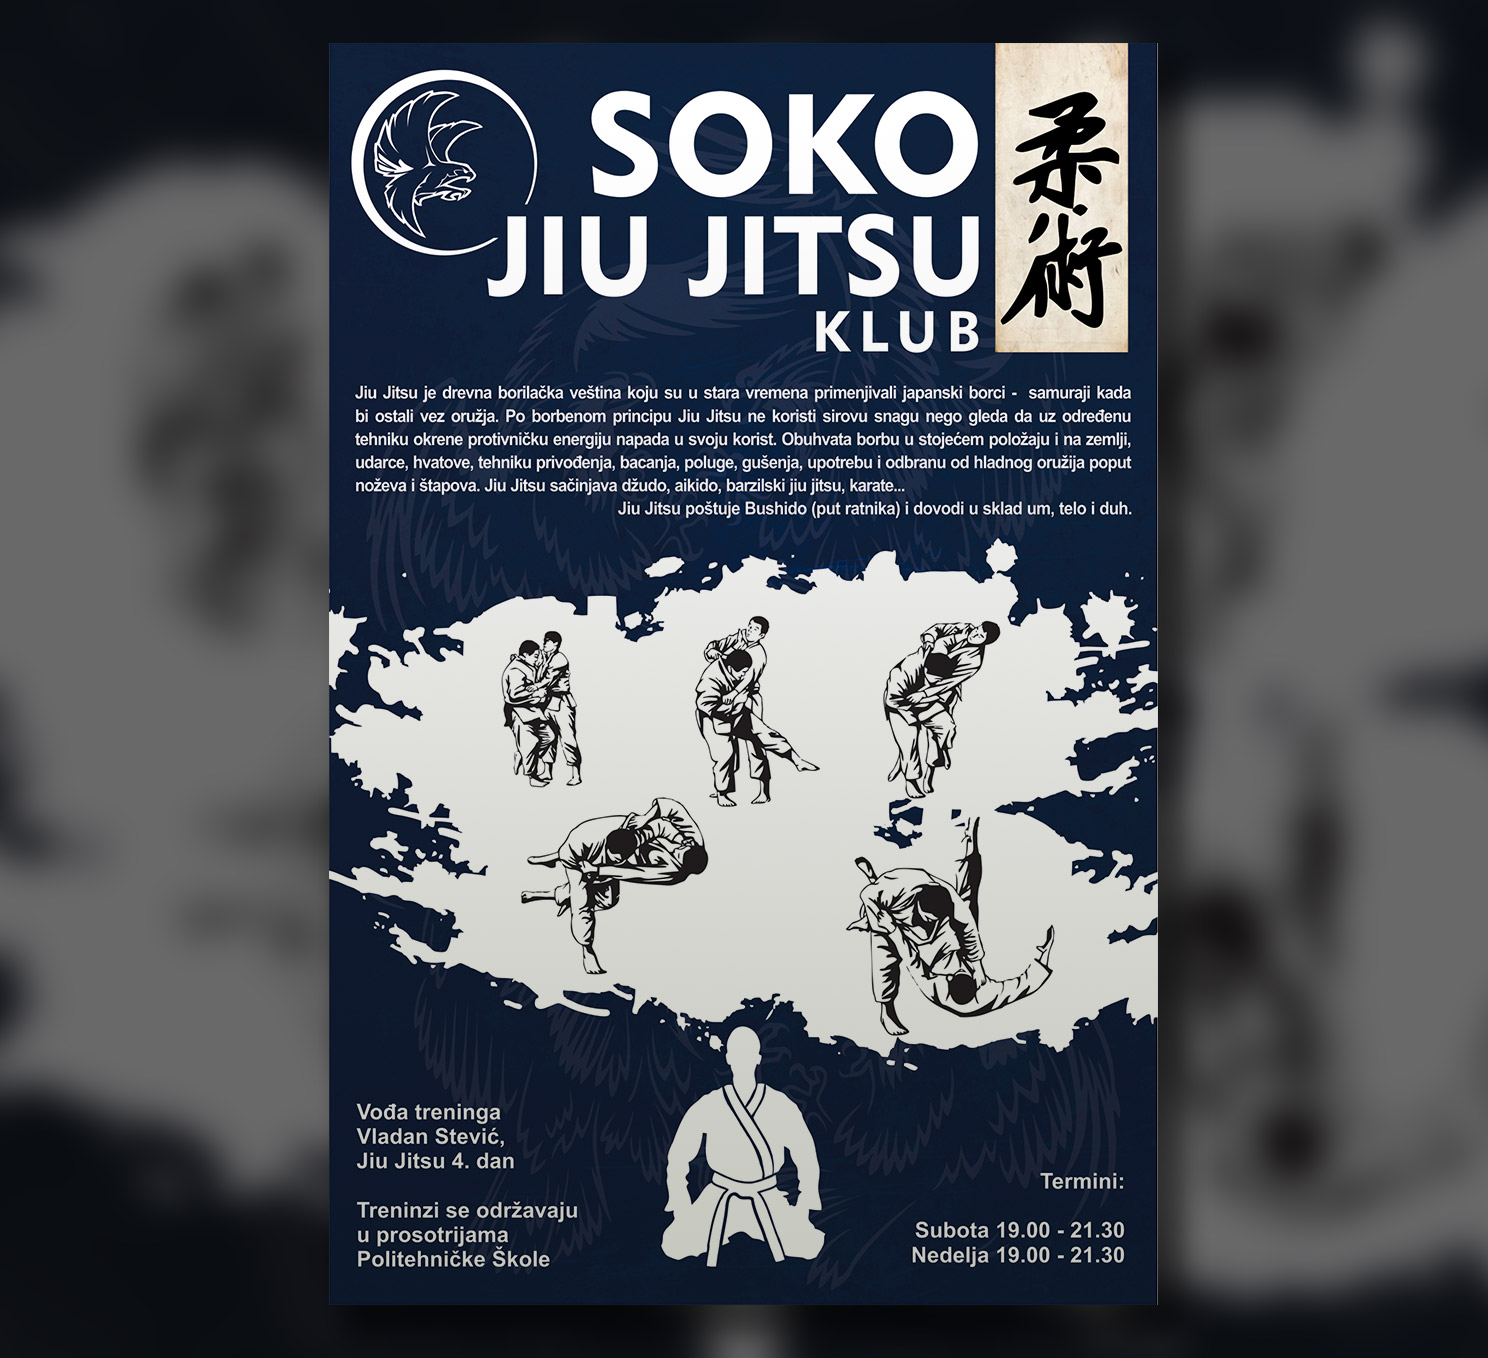 SOKO
JIU JITSU
KLUB
柔術
Jiu Jitsu je drevna borilačka veština koju su u stara vremena primenjivali japanski borci - samuraji kada
bi ostali vez oružja. Po borbenom principu Jiu Jitsu ne koristi sirovu snagu nego gleda da uz određenu
tehniku okrene protivničku energiju napada u svoju korist. Obuhvata borbu u stojećem položaju i na zemlji,
udarce, hvatove, tehniku privođenja, bacanja, poluge, gušenja, upotrebu i odbranu od hladnog oružija poput
noževa i štapova. Jiu Jitsu sačinjava džudo, aikido, barzilski jiu jitsu, karate...
Jiu Jitsu poštuje Bushido (put ratnika) i dovodi u sklad um, telo i duh.
Vođa treninga
Vladan Stević,
Jiu Jitsu 4. dan
Treninzi se održavaju
u prosotrijama
Politehničke Škole
Termini:
Subota 19.00 - 21.30
Nedelja 19.00 - 21.30